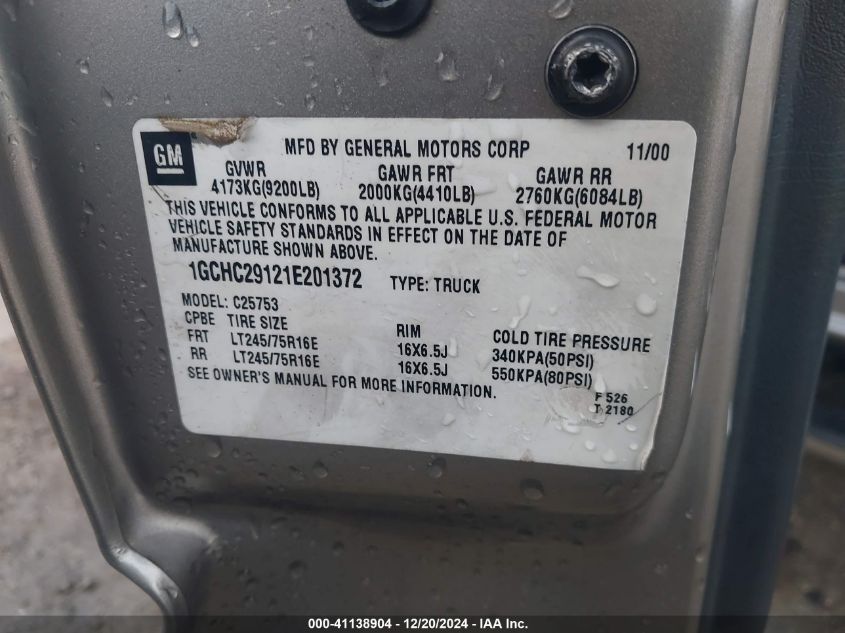 GM
MFD BY GENERAL MOTORS CORP 11/00
GVWR GAWR FRT GAWR RR
4173KG(9200LB) 2000KG(4410LB) 2760KG(6084LB)
THIS VEHICLE CONFORMS TO ALL APPLICABLE U.S. FEDERAL MOTOR
VEHICLE SAFETY STANDARDS IN EFFECT ON THE DATE OF
MANUFACTURE SHOWN ABOVE.
1GCHC29121E201372 TYPE: TRUCK
MODEL: C25753
CPBE TIRE SIZE RIM COLD TIRE PRESSURE
FRT LT245/75R16E 16X6.5J 340KPA(50PSI)
RR LT245/75R16E 16X6.5J 550KPA(80PSI)
SEE OWNER'S MANUAL FOR MORE INFORMATION.
F 526
T 2180
000-41138904 - 12/20/2024 - IAA Inc.